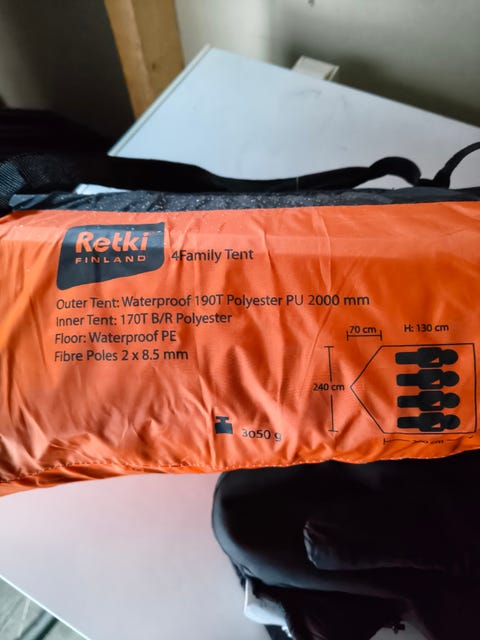 Retki
FINLAND
4Family Tent
Outer Tent: Waterproof 190T Polyester PU 2000 mm
Inner Tent: 170T B/R Polyester
Floor: Waterproof PE
Fibre Poles 2 x 8.5 mm
70 cm
H: 130 cm
240 cm
3050 g
cm